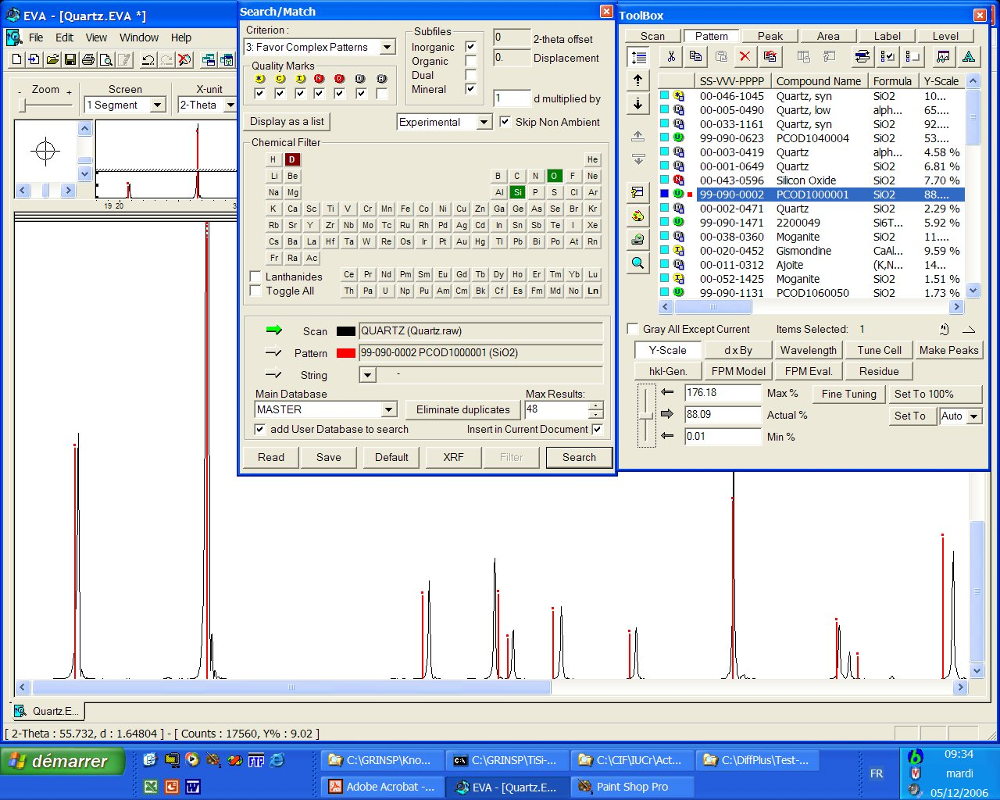 EVA - [Quartz.EVA *]
File Edit View Window Help
- Zoom +
Screen
1 Segment
X-unit
2-Theta
19 20
3
Search/Match
Criterion :
3: Favor Complex Patterns
Quality Marks
C I N Q
Subfiles
Inorganic
Organic
Dual
Mineral
0 2-theta offset
0. Displacement
1 d multiplied by
Display as a list
Experimental
Skip Non Ambient
Chemical Filter
H D He
Li Be B C N O F Ne
Na Mg Al Si P S Cl Ar
K Ca Sc Ti V Cr Mn Fe Co Ni Cu Zn Ga Ge As Se Br Kr
Rb Sr Y Zr Nb Mo Tc Ru Rh Pd Ag Cd In Sn Sb Te I Xe
Cs Ba La Hf Ta W Re Os Ir Pt Au Hg Tl Pb Bi Po At Rn
Fr Ra Ac
Lanthanides Ce Pr Nd Pm Sm Eu Gd Tb Dy Ho Er Tm Yb Lu
Toggle All Th Pa U Np Pu Am Cm Bk Cf Es Fm Md No Ln
Scan QUARTZ (Quartz.raw)
Pattern 99-090-0002 PCOD1000001 (SiO2)
String -
Main Database
MASTER
Eliminate duplicates
Max Results:
48
add User Database to search
Insert in Current Document
Read Save Default XRF Filter Search
ToolBox
Scan Pattern Peak Area Label Level
SS-VVV-PPPP Compound Name Formula Y-Scale
00-046-1045 Quartz, syn SiO2 10...
00-005-0490 Quartz, low alph... 65....
00-033-1161 Quartz, syn SiO2 92....
99-090-0623 PCOD1040004 SiO2 53....
00-003-0419 Quartz alph... 4.58 %
00-001-0649 Quartz SiO2 6.81 %
00-043-0596 Silicon Oxide SiO2 7.70 %
99-090-0002 PCOD1000001 SiO2 88....
00-002-0471 Quartz SiO2 2.29 %
99-090-1471 2200049 Si6T... 5.92 %
00-038-0360 Moganite SiO2 11....
00-020-0452 Gismondine CaAl... 9.59 %
00-011-0312 Ajoite (K,N... 14...
00-052-1425 Moganite SiO2 1.51 %
99-090-1131 PCOD1060050 SiO2 1.73 %
Gray All Except Current Items Selected: 1
Y-Scale d x By Wavelength Tune Cell Make Peaks
hkl-Gen. FPM Model FPM Eval. Residue
176.18 Max % Fine Tuning Set To 100%
88.09 Actual % Set To Auto
0.01 Min %
Quartz.E...
[ 2-Theta : 55.732, d : 1.64804 ] - [ Counts : 17560, Y% : 9.02 ]
démarrer
FTP
C:\GRINSP\Kno...
C:\GRINSP\TiSi-...
C:\CIF\IUCr\Act...
C:\DiffPlus\Test-...
Adobe Acrobat -...
EVA - [Quartz.E...
Paint Shop Pro
FR
09:34
mardi
05/12/2006